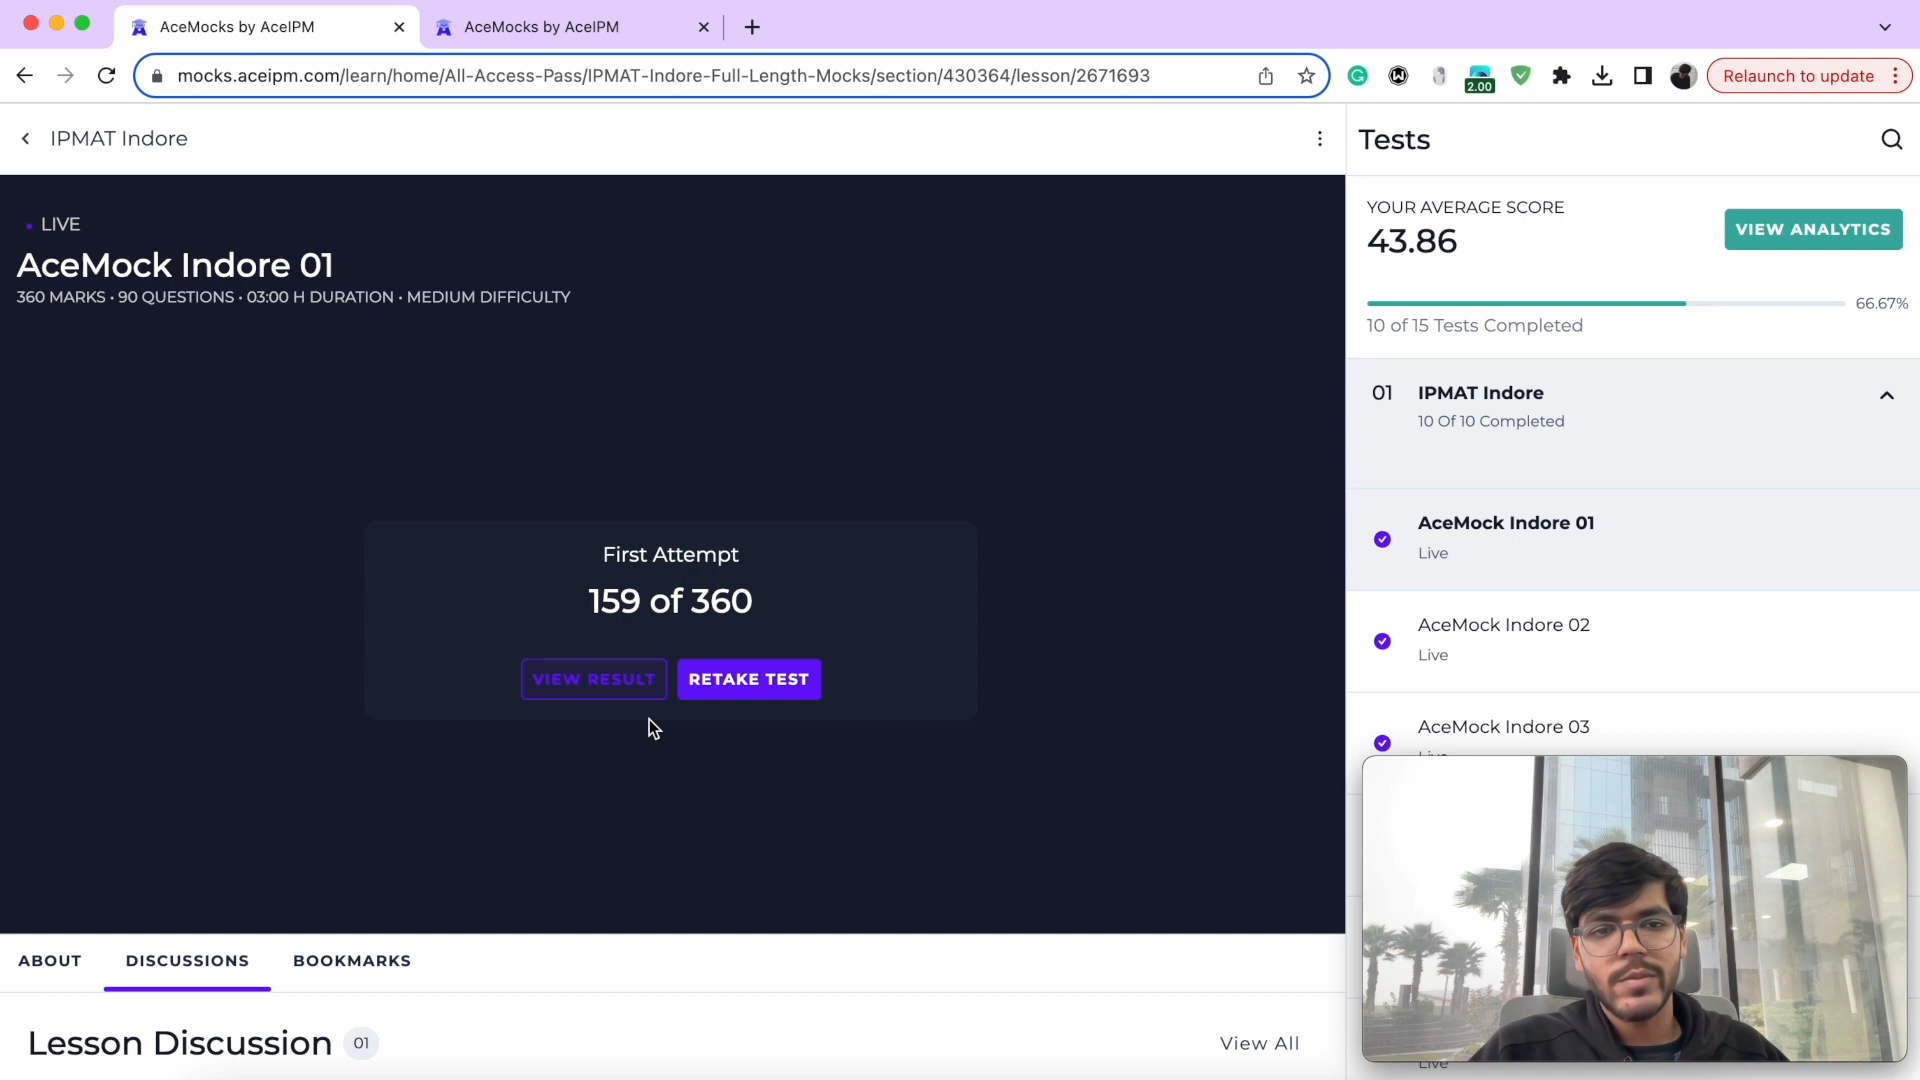 AceMocks by AceIPM
AceMocks by AceIPM
mocks.aceipm.com/learn/home/All-Access-Pass/IPMAT-Indore-Full-Length-Mocks/section/430364/lesson/2671693
2.00
Relaunch to update
IPMAT Indore
LIVE
AceMock Indore 01
360 MARKS • 90 QUESTIONS • 03:00 H DURATION • MEDIUM DIFFICULTY
First Attempt
159 of 360
VIEW RESULT
RETAKE TEST
ABOUT
DISCUSSIONS
BOOKMARKS
Lesson Discussion 01
View All
Tests
YOUR AVERAGE SCORE
43.86
VIEW ANALYTICS
66.67%
10 of 15 Tests Completed
01 IPMAT Indore
10 Of 10 Completed
AceMock Indore 01
Live
AceMock Indore 02
Live
AceMock Indore 03
Live
Live